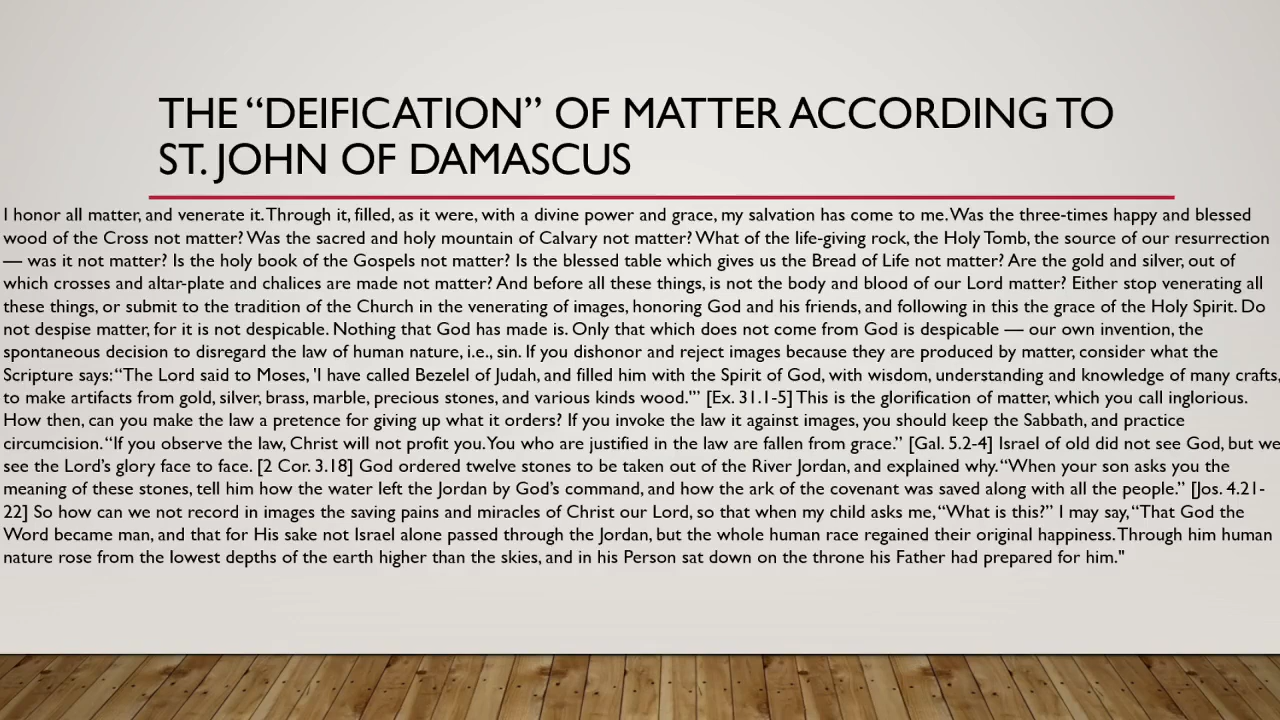 THE “DEIFICATION” OF MATTER ACCORDING TO
ST. JOHN OF DAMASCUS
I honor all matter, and venerate it. Through it, filled, as it were, with a divine power and grace, my salvation has come to me. Was the three-times happy and blessed
wood of the Cross not matter? Was the sacred and holy mountain of Calvary not matter? What of the life-giving rock, the Holy Tomb, the source of our resurrection
— was it not matter? Is the holy book of the Gospels not matter? Is the blessed table which gives us the Bread of Life not matter? Are the gold and silver, out of
which crosses and altar-plate and chalices are made not matter? And before all these things, is not the body and blood of our Lord matter? Either stop venerating all
these things, or submit to the tradition of the Church in the venerating of images, honoring God and his friends, and following in this the grace of the Holy Spirit. Do
not despise matter, for it is not despicable. Nothing that God has made is. Only that which does not come from God is despicable — our own invention, the
spontaneous decision to disregard the law of human nature, i.e., sin. If you dishonor and reject images because they are produced by matter, consider what the
Scripture says: “The Lord said to Moses, 'I have called Bezelel of Judah, and filled him with the Spirit of God, with wisdom, understanding and knowledge of many crafts,
to make artifacts from gold, silver, brass, marble, precious stones, and various kinds wood.”’ [Ex. 31.1-5] This is the glorification of matter, which you call inglorious.
How then, can you make the law a pretence for giving up what it orders? If you invoke the law it against images, you should keep the Sabbath, and practice
circumcision. “If you observe the law, Christ will not profit you. You who are justified in the law are fallen from grace.” [Gal. 5.2-4] Israel of old did not see God, but we
see the Lord’s glory face to face. [2 Cor. 3.18] God ordered twelve stones to be taken out of the River Jordan, and explained why. “When your son asks you the
meaning of these stones, tell him how the water left the Jordan by God’s command, and how the ark of the covenant was saved along with all the people.” [Jos. 4.21-
22] So how can we not record in images the saving pains and miracles of Christ our Lord, so that when my child asks me, “What is this?” I may say, “That God the
Word became man, and that for His sake not Israel alone passed through the Jordan, but the whole human race regained their original happiness. Through him human
nature rose from the lowest depths of the earth higher than the skies, and in his Person sat down on the throne his Father had prepared for him."